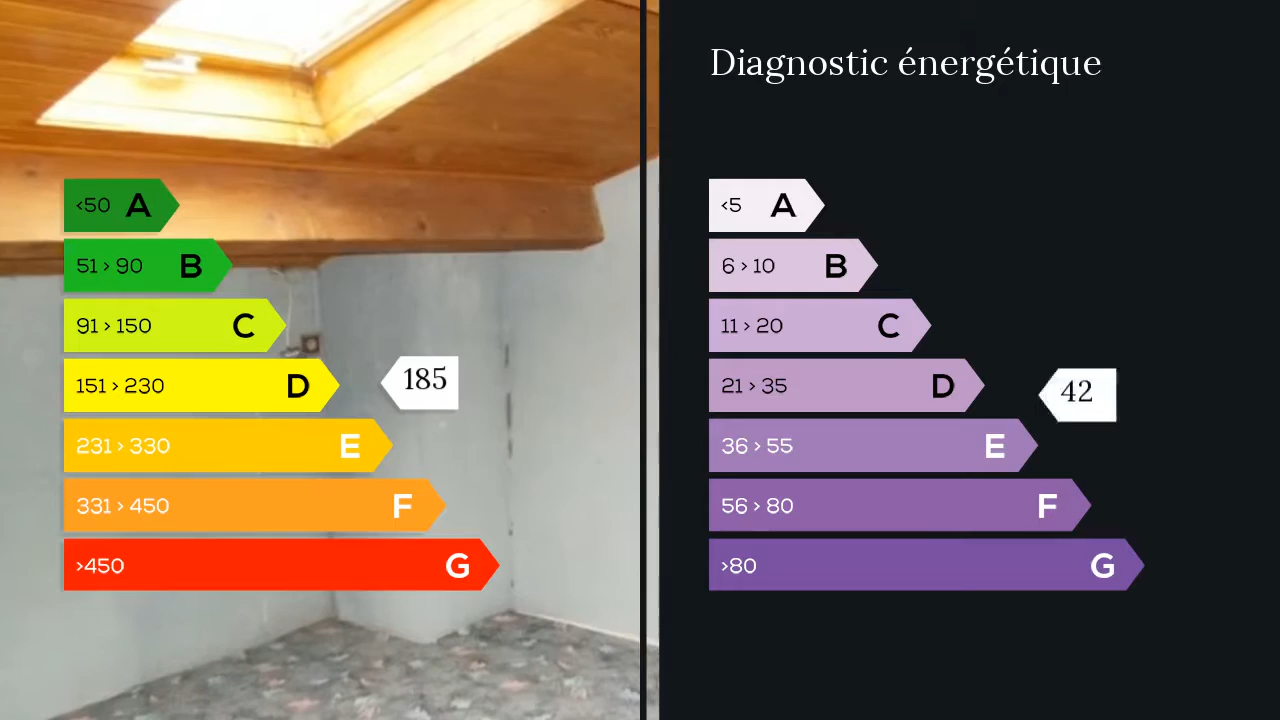 Diagnostic énergétique
<50 A
51 > 90 B
91 > 150 C
151 > 230 D
185
231 > 330 E
331 > 450 F
>450 G
<5 A
6 > 10 B
11 > 20 C
21 > 35 D
42
36 > 55 E
56 > 80 F
>80 G